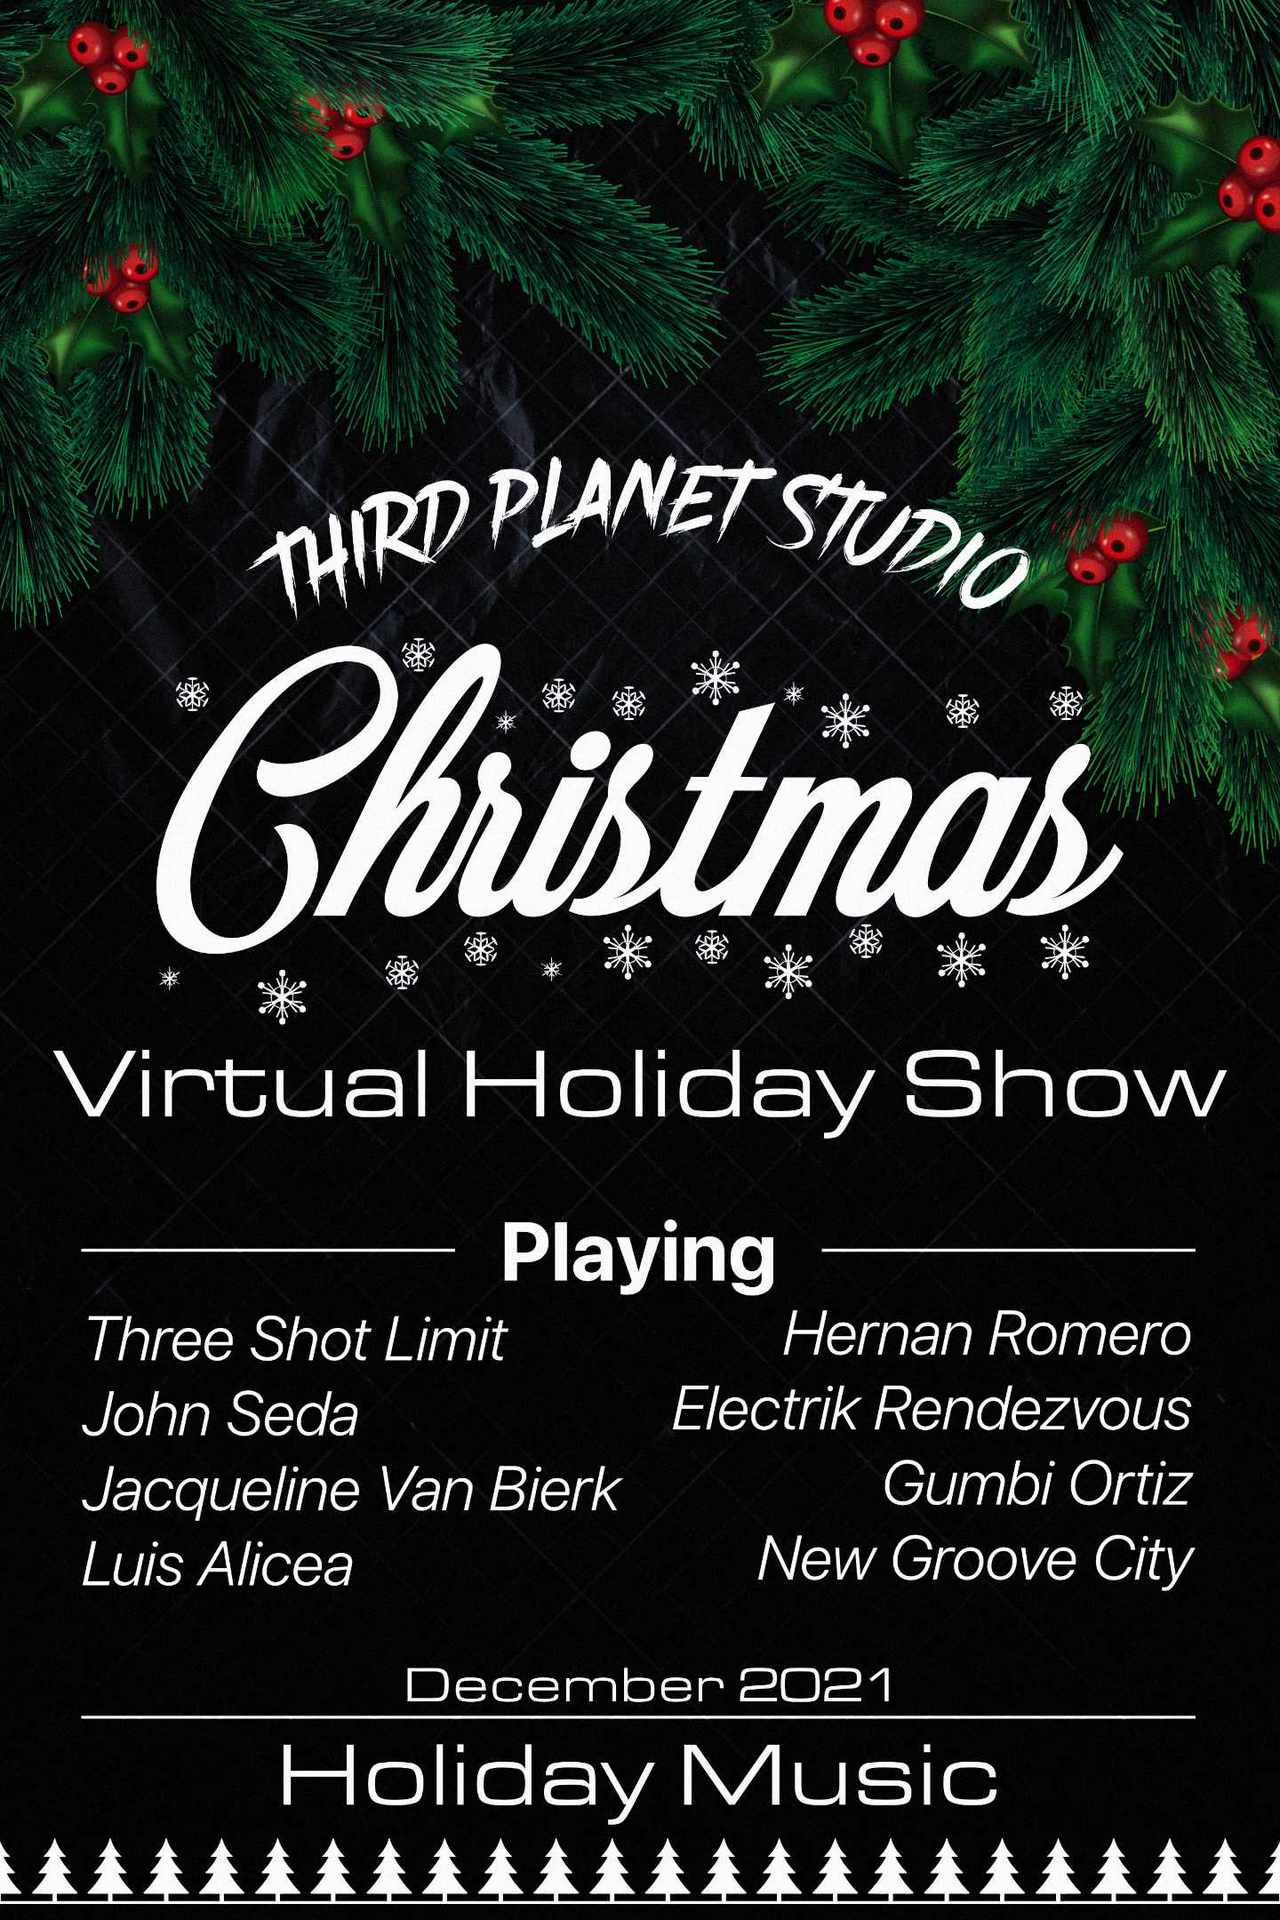 THIRD PLANET STUDIO
Christmas
Virtual Holiday Show
Playing
Three Shot Limit
John Seda
Jacqueline Van Bierk
Luis Alicea
Hernan Romero
Electrik Rendezvous
Gumbi Ortiz
New Groove City
December 2021
Holiday Music